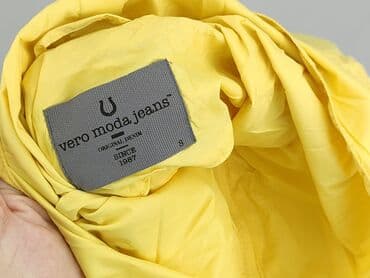 vero moda jeans™
ORIGINAL DENIM
SINCE
1987
S